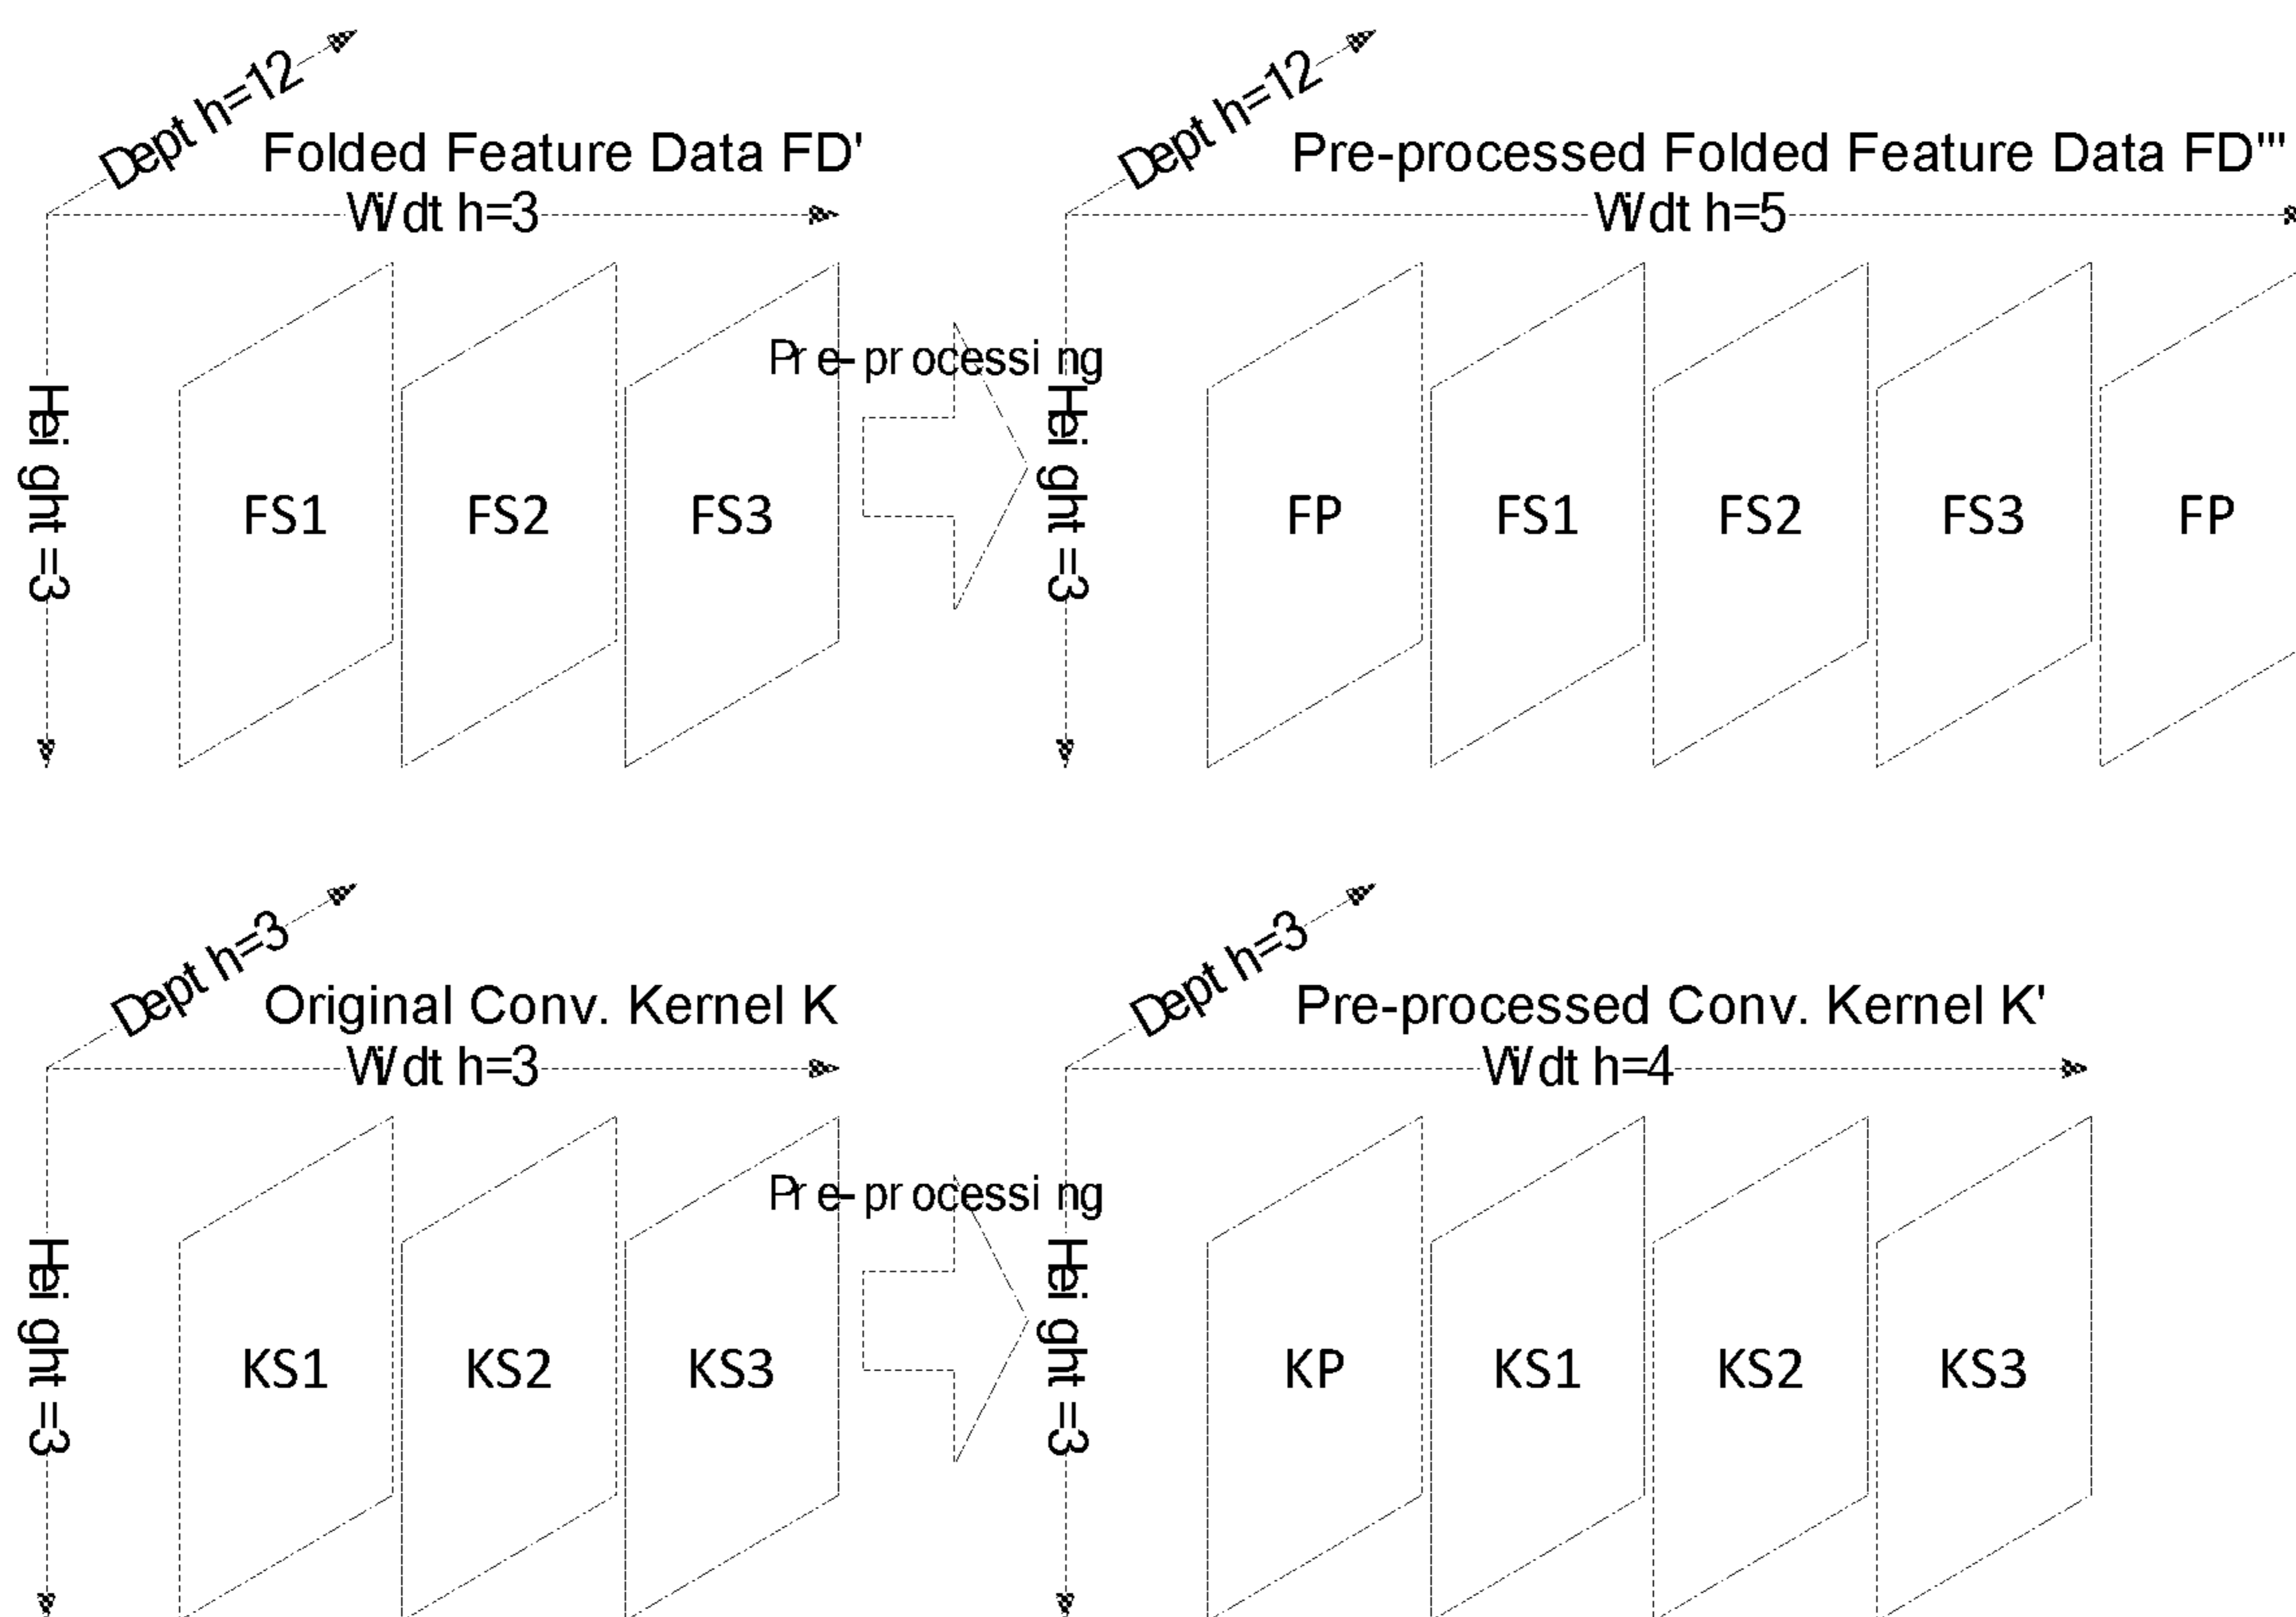 Depth=12
Folded Feature Data FD'
Width=3
Height=3
FS1
FS2
FS3
Pre-processing
Depth=12
Pre-processed Folded Feature Data FD'''
Width=5
Height=3
FP
FS1
FS2
FS3
FP
Depth=3
Original Conv. Kernel K
Width=3
Height=3
KS1
KS2
KS3
Pre-processing
Depth=3
Pre-processed Conv. Kernel K'
Width=4
Height=3
KP
KS1
KS2
KS3